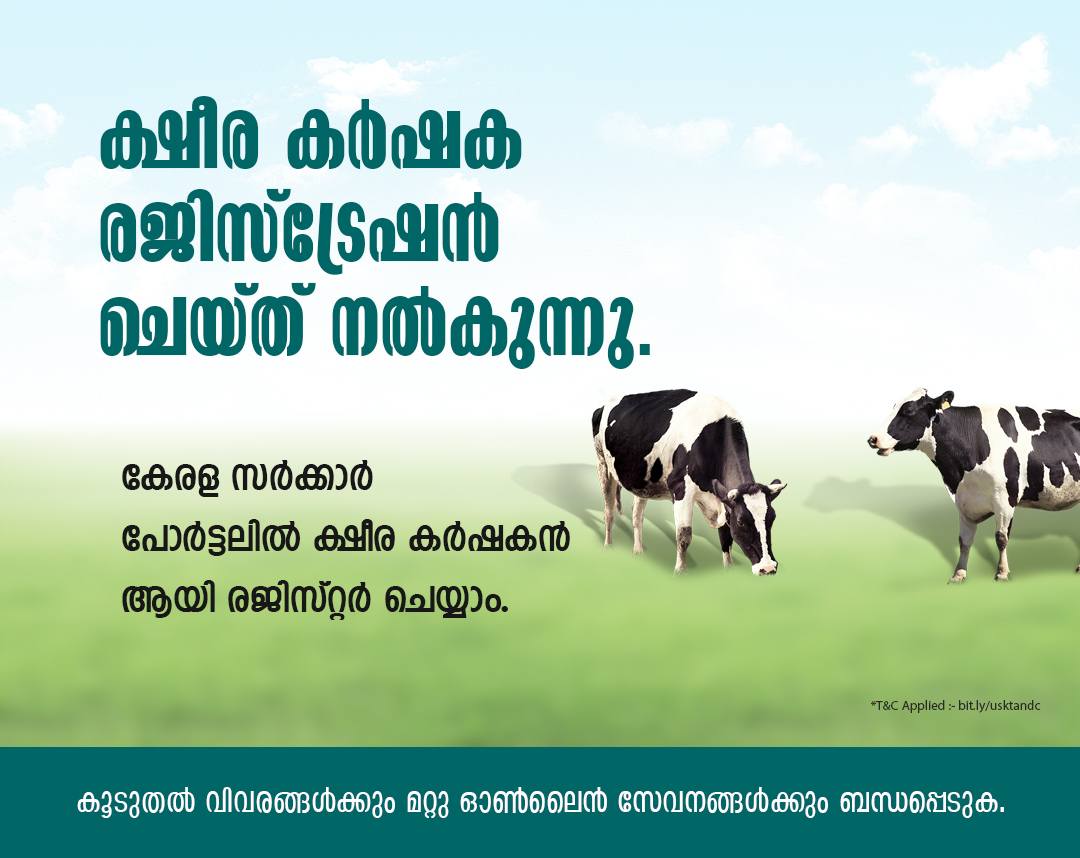 ക്ഷീര കർഷക
രജിസ്ട്രേഷൻ
ചെയ്ത് നൽകുന്നു.
കേരള സർക്കാർ
പോർട്ടലിൽ ക്ഷീര കർഷകൻ
ആയി രജിസ്റ്റർ ചെയ്യാം.
*T&C Applied :- bit.ly/usktandc
കൂടുതൽ വിവരങ്ങൾക്കും മറ്റു ഓൺലൈൻ സേവനങ്ങൾക്കും ബന്ധപ്പെടുക.